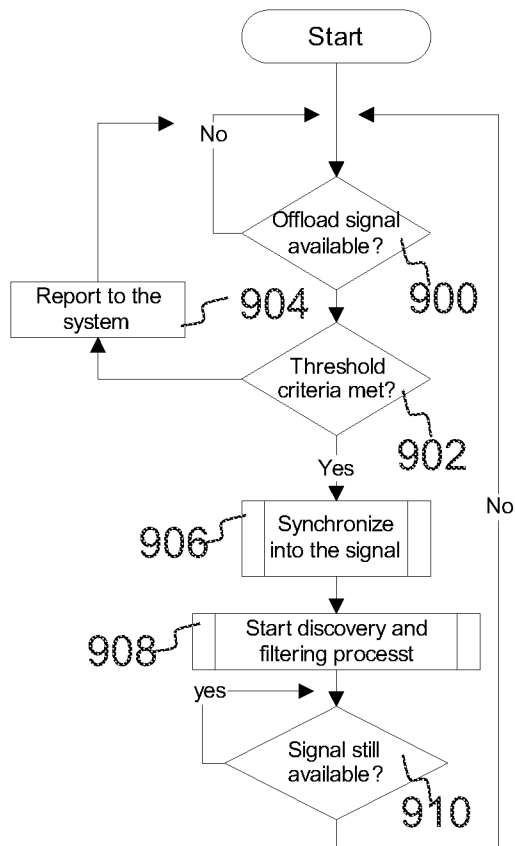 Start
No
Offload signal
available?
900
Report to the
system
904
Threshold
criteria met?
902
Yes
No
906
Synchronize
into the signal
908
Start discovery and
filtering processt
yes
Signal still
available?
910